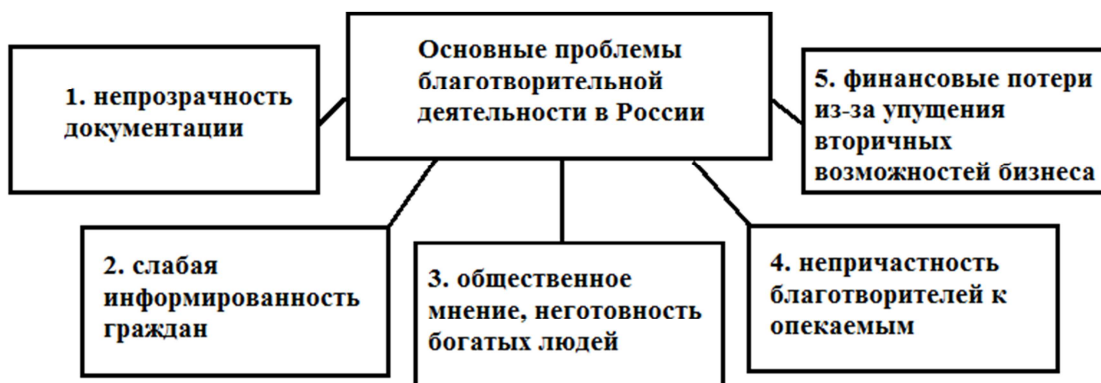 Основные проблемы
благотворительной
деятельности в России
1. непрозрачность
документации
2. слабая
информированность
граждан
3. общественное
мнение, неготовность
богатых людей
4. непричастность
благотворителей к
опекаемым
5. финансовые потери
из-за упущения
вторичных
возможностей бизнеса